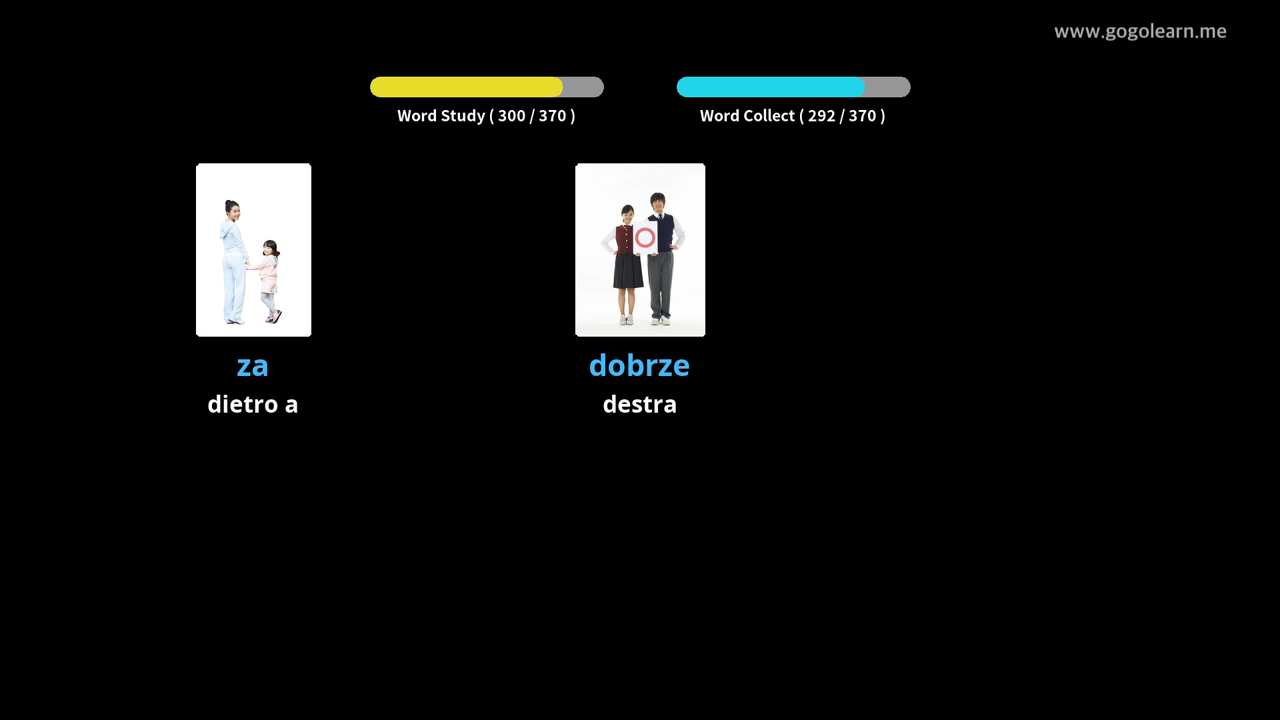 www.gogolearn.me
Word Study ( 300 / 370 )
Word Collect ( 292 / 370 )
za
dietro a
dobrze
destra